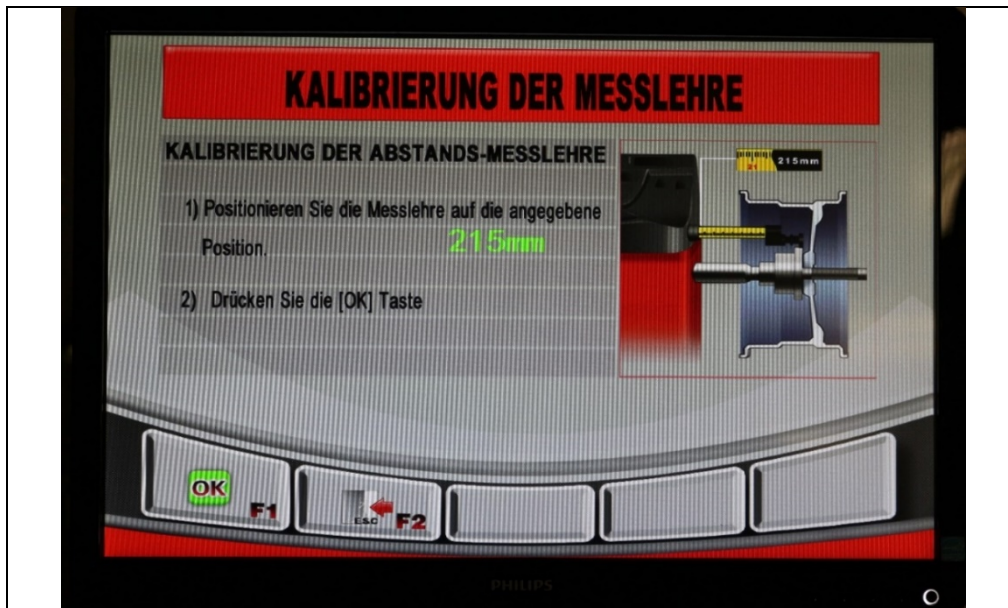 KALIBRIERUNG DER MESSLEHRE
KALIBRIERUNG DER ABSTANDS-MESSLEHRE
1) Positionieren Sie die Messlehre auf die angegebene
Position. 215mm
2) Drücken Sie die [OK] Taste
21 215mm
OK F1
ESC F2
PHILIPS